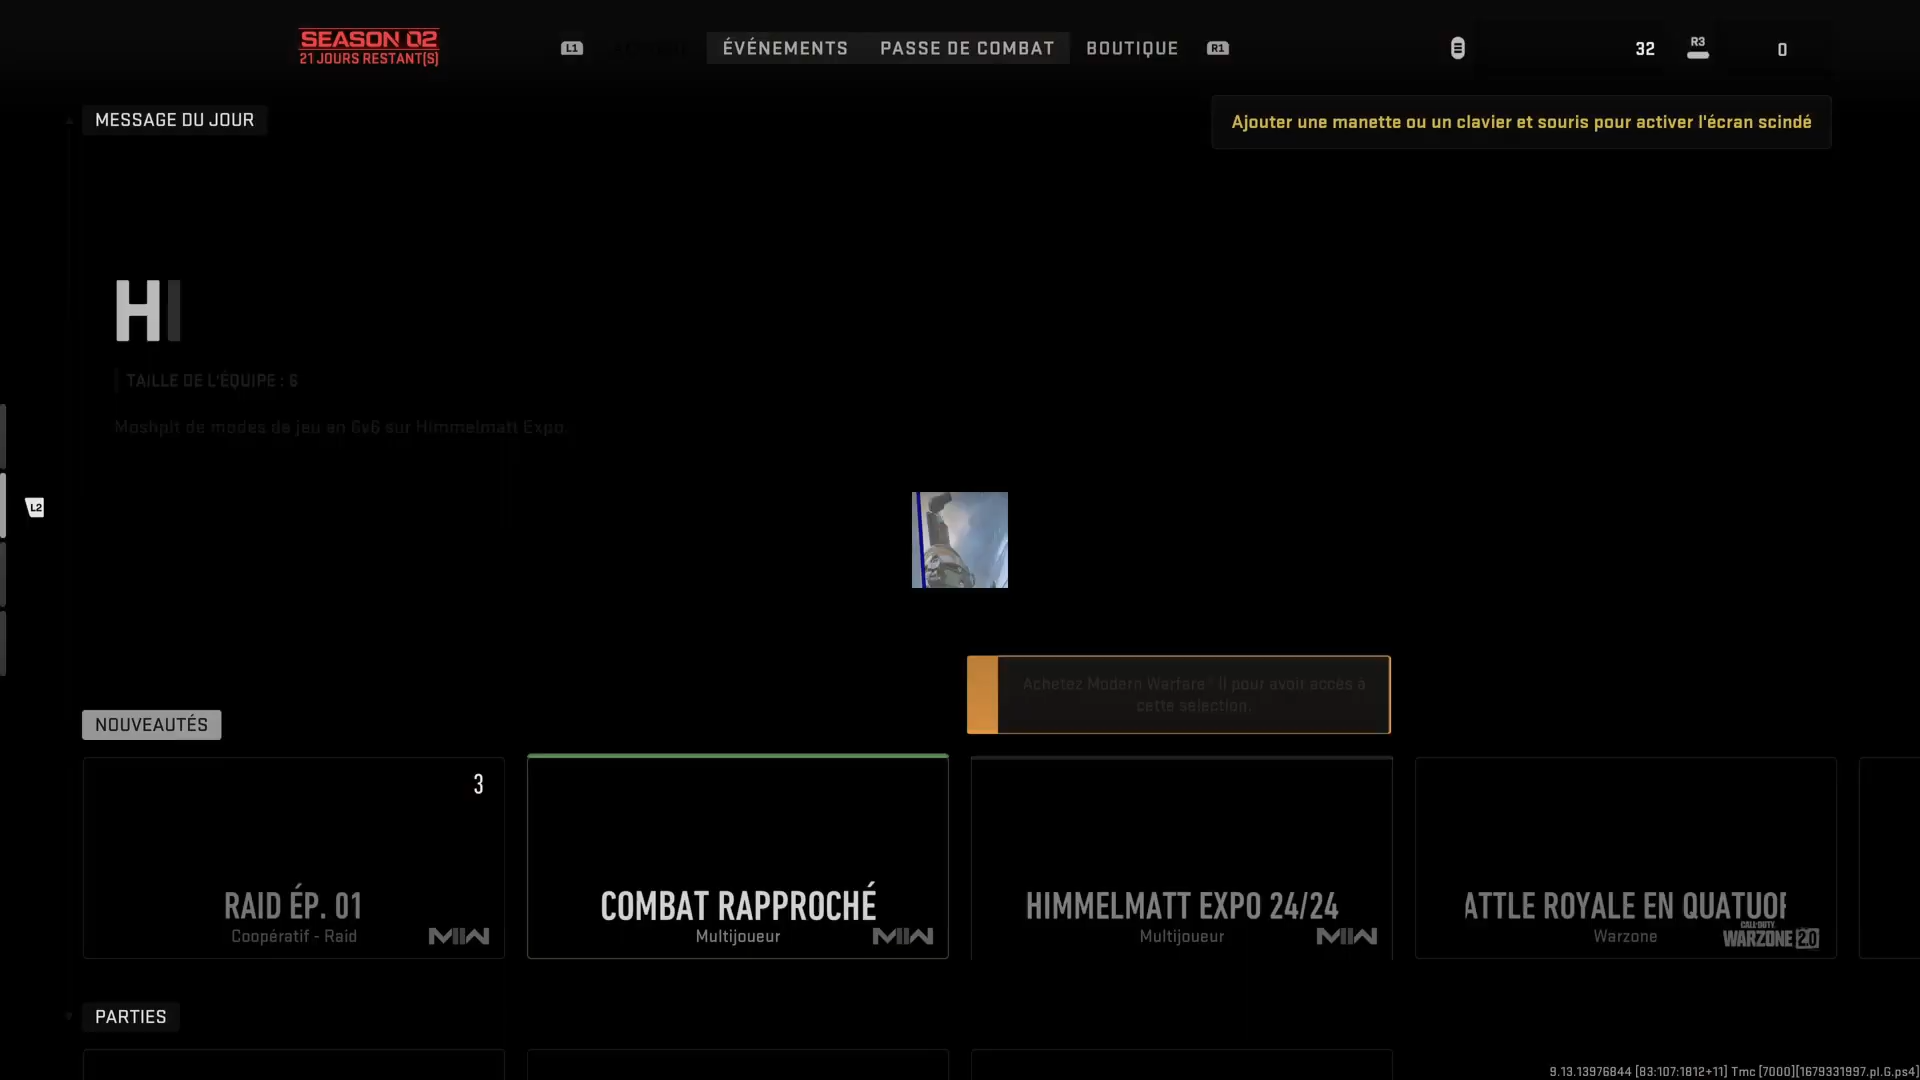 SEASON 02
21 JOURS RESTANT(S)
L1
ÉVÉNEMENTS
PASSE DE COMBAT
BOUTIQUE
R1
32
R3
0
MESSAGE DU JOUR
Ajouter une manette ou un clavier et souris pour activer l'écran scindé
H
TAILLE DE L'ÉQUIPE : 6
Moshpit de modes de jeu en 6v6 sur Himmelmatt Expo.
L2
Achetez Modern Warfare® II pour avoir accès à
cette selection.
NOUVEAUTÉS
3
RAID ÉP. 01
Coopératif - Raid
MW
COMBAT RAPPROCHÉ
Multijoueur
MW
HIMMELMATT EXPO 24/24
Multijoueur
MW
ATTLE ROYALE EN QUATUOR
Warzone
CALL OF DUTY
WARZONE 2.0
PARTIES
9.13.13976844 [83:107:1812+11] Tmc [7000][1679331997.pl.G.ps4]